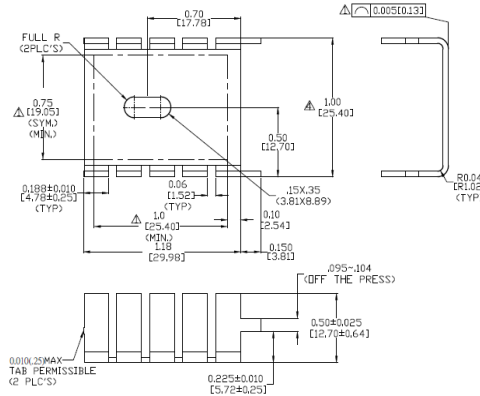 0.70
[17.78]
FULL R
(2PLC'S)
0.005[0.13]
0.75
[19.05]
(SYM.)
(MIN.)
1.00
[25.40]
0.50
[12.70]
0.188±0.010
[4.78±0.25]
(TYP)
0.06
[1.52]
(TYP)
.15X.35
(3.81X8.89)
R0.04
[R1.02
(TYP
1.0
[25.40]
(MIN.)
0.10
[2.54]
1.18
[29.98]
0.150
[3.81]
.095~.104
(OFF THE PRESS)
0.50±0.025
[12.70±0.64]
0.010(.25)MAX
TAB PERMISSIBLE
(2 PLC'S)
0.225±0.010
[5.72±0.25]